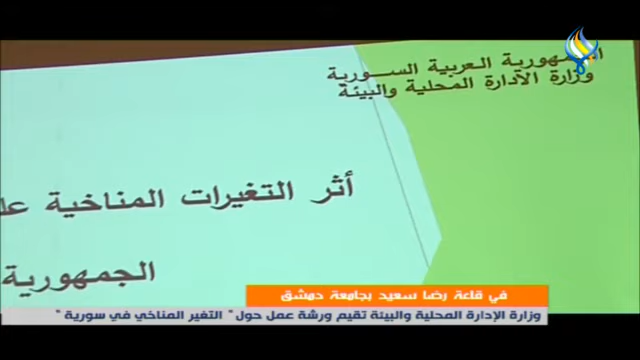 الجمهورية العربية السورية
وزارة الادارة المحلية والبيئة
أثر التغيرات المناخية
الجمهورية
في قاعة رضا سعيد بجامعة دمشق
وزارة الإدارة المحلية والبيئة تقيم ورشة عمل حول " التغير المناخي في سورية "